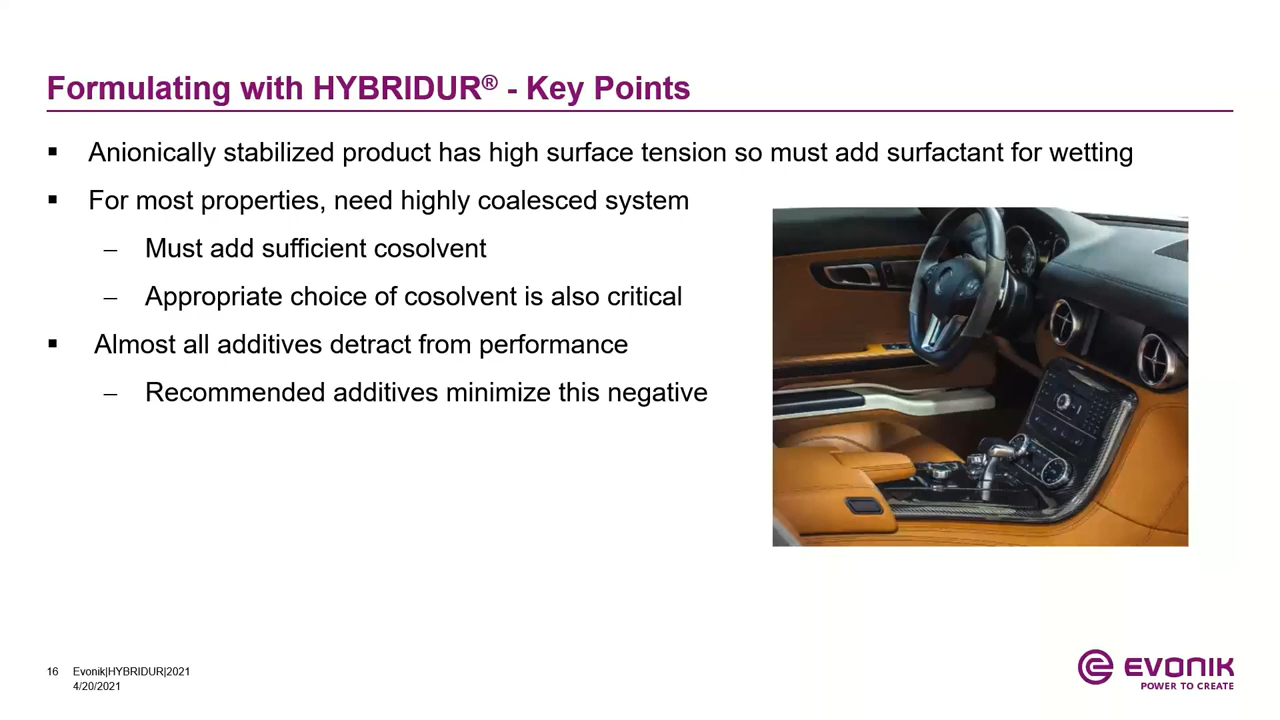 Formulating with HYBRIDUR® - Key Points
▪ Anionically stabilized product has high surface tension so must add surfactant for wetting
▪ For most properties, need highly coalesced system
– Must add sufficient cosolvent
– Appropriate choice of cosolvent is also critical
▪ Almost all additives detract from performance
– Recommended additives minimize this negative
16 Evonik|HYBRIDUR|2021
4/20/2021
EVONIK
POWER TO CREATE